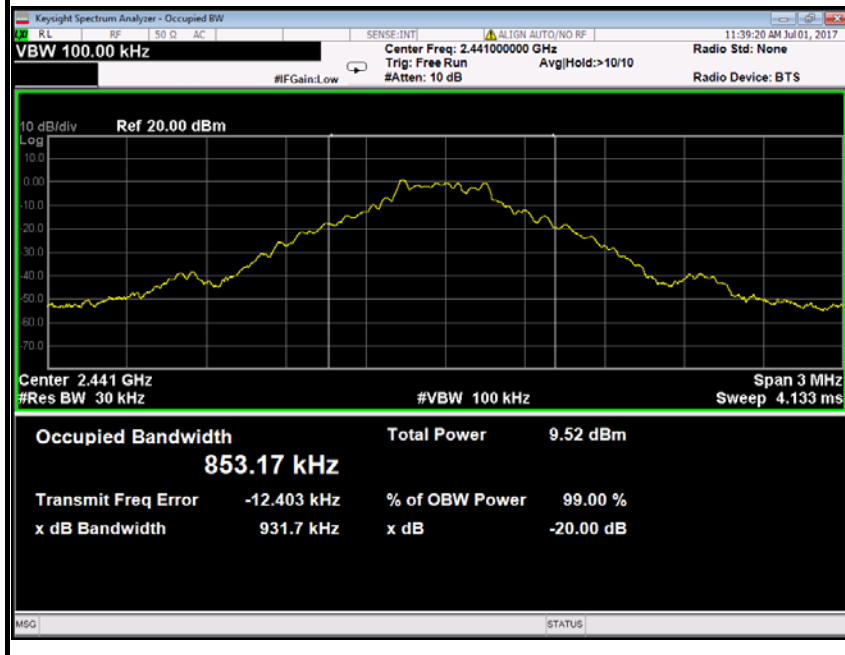 Keysight Spectrum Analyzer - Occupied BW
RL RF 50 Ω AC SENSE:INT ALIGN AUTO/NO RF 11:39:20 AM Jul 01, 2017
VBW 100.00 kHz Center Freq: 2.441000000 GHz Radio Std: None
Trig: Free Run Avg|Hold:>10/10
#IFGain:Low #Atten: 10 dB Radio Device: BTS
10 dB/div Ref 20.00 dBm
Log
10.0
0.00
-10.0
-20.0
-30.0
-40.0
-50.0
-60.0
-70.0
Center 2.441 GHz Span 3 MHz
#Res BW 30 kHz #VBW 100 kHz Sweep 4.133 ms
Occupied Bandwidth Total Power 9.52 dBm
853.17 kHz
Transmit Freq Error -12.403 kHz % of OBW Power 99.00 %
x dB Bandwidth 931.7 kHz x dB -20.00 dB
MSG STATUS